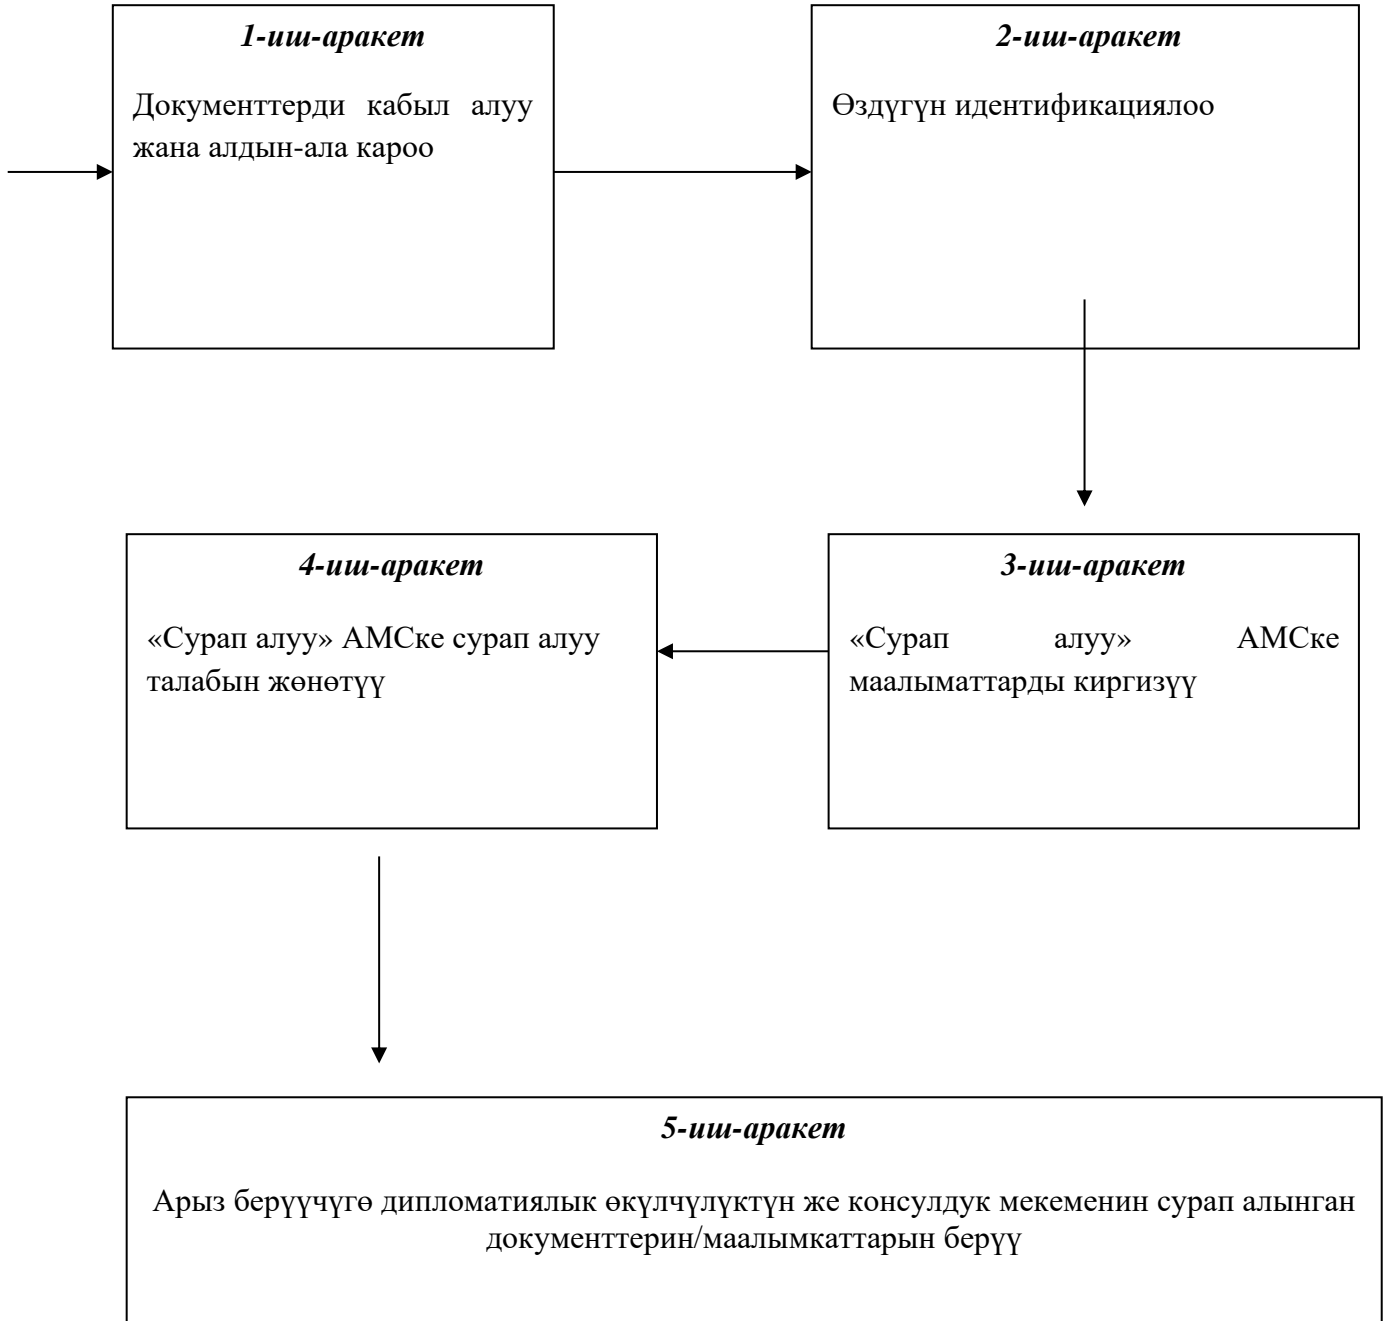 1-иш-аракет
Документтерди кабыл алуу
жана алдын-ала кароо
2-иш-аракет
Өздүгүн идентификациялоо
4-иш-аракет
«Сурап алуу» АМСке сурап алуу
талабын жөнөтүү
3-иш-аракет
«Сурап алуу» АМСке
маалыматтарды киргизүү
5-иш-аракет
Арыз берүүчүгө дипломатиялык өкүлчүлүктүн же консулдук мекеменин сурап алынган
документтерин/маалымкаттарын берүү